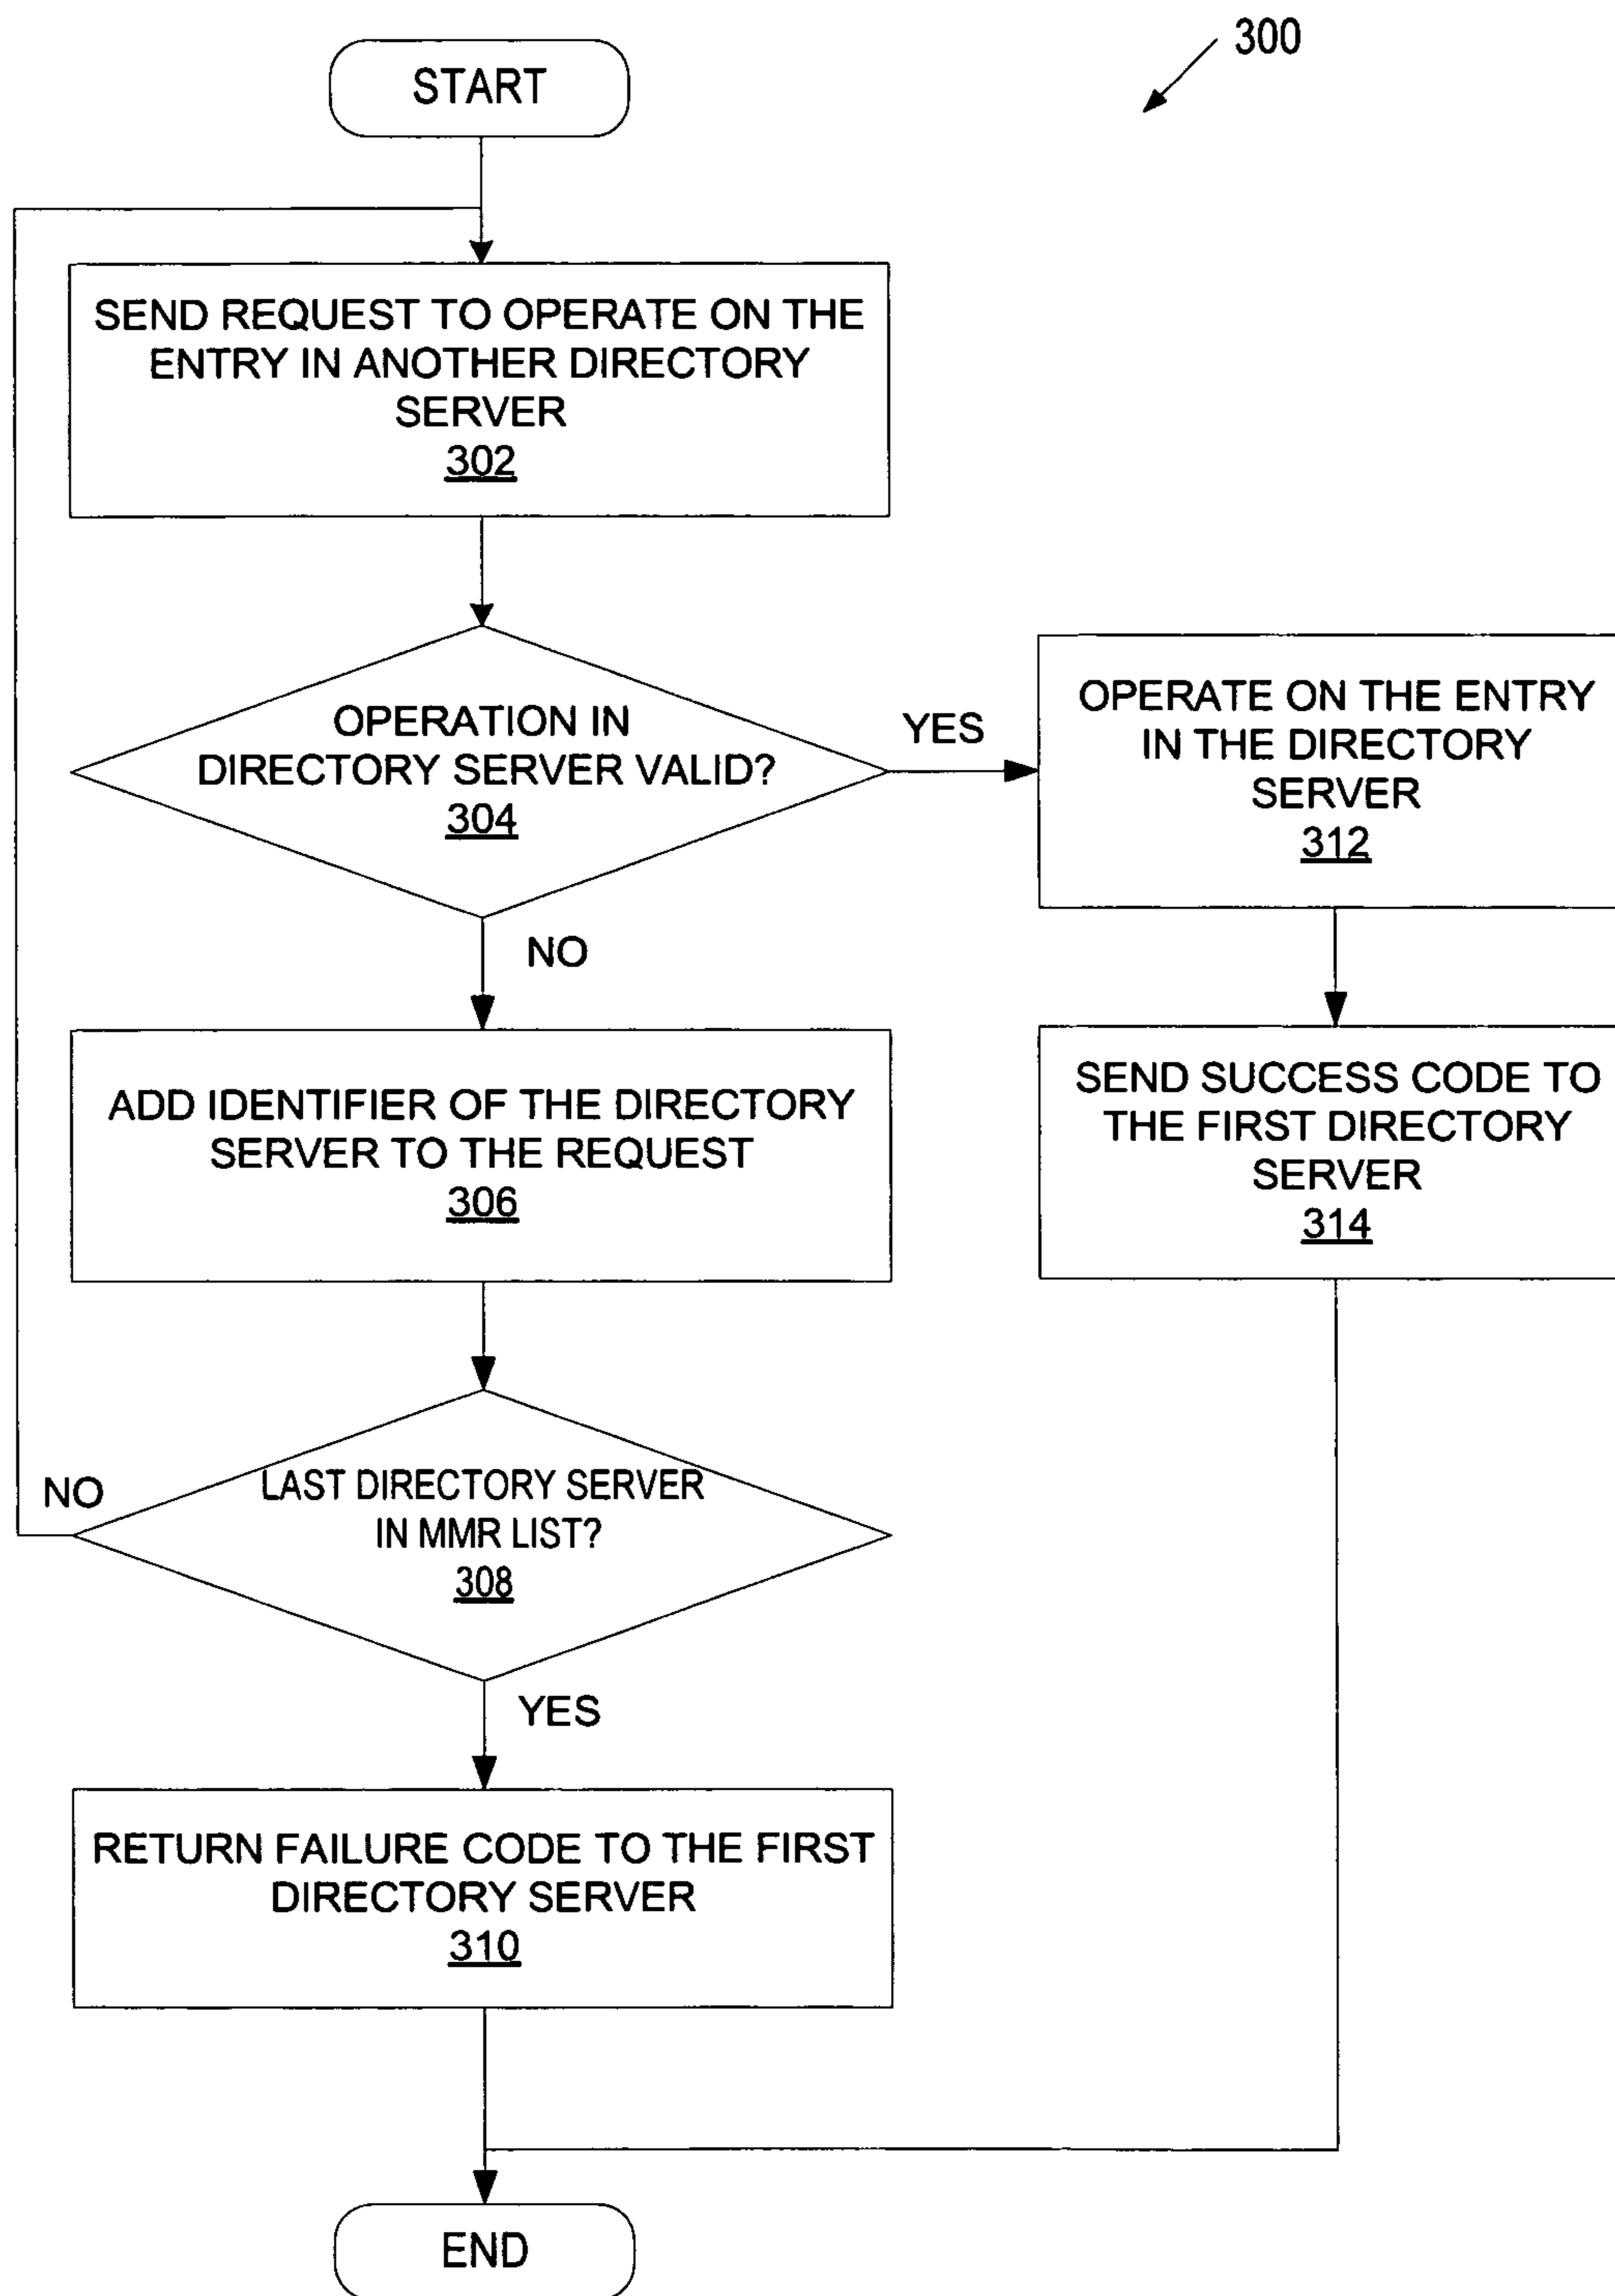 300
START
SEND REQUEST TO OPERATE ON THE
ENTRY IN ANOTHER DIRECTORY
SERVER
302
OPERATION IN
DIRECTORY SERVER VALID?
304
YES
OPERATE ON THE ENTRY
IN THE DIRECTORY
SERVER
312
NO
ADD IDENTIFIER OF THE DIRECTORY
SERVER TO THE REQUEST
306
SEND SUCCESS CODE TO
THE FIRST DIRECTORY
SERVER
314
LAST DIRECTORY SERVER
IN MMR LIST?
308
NO
YES
RETURN FAILURE CODE TO THE FIRST
DIRECTORY SERVER
310
END